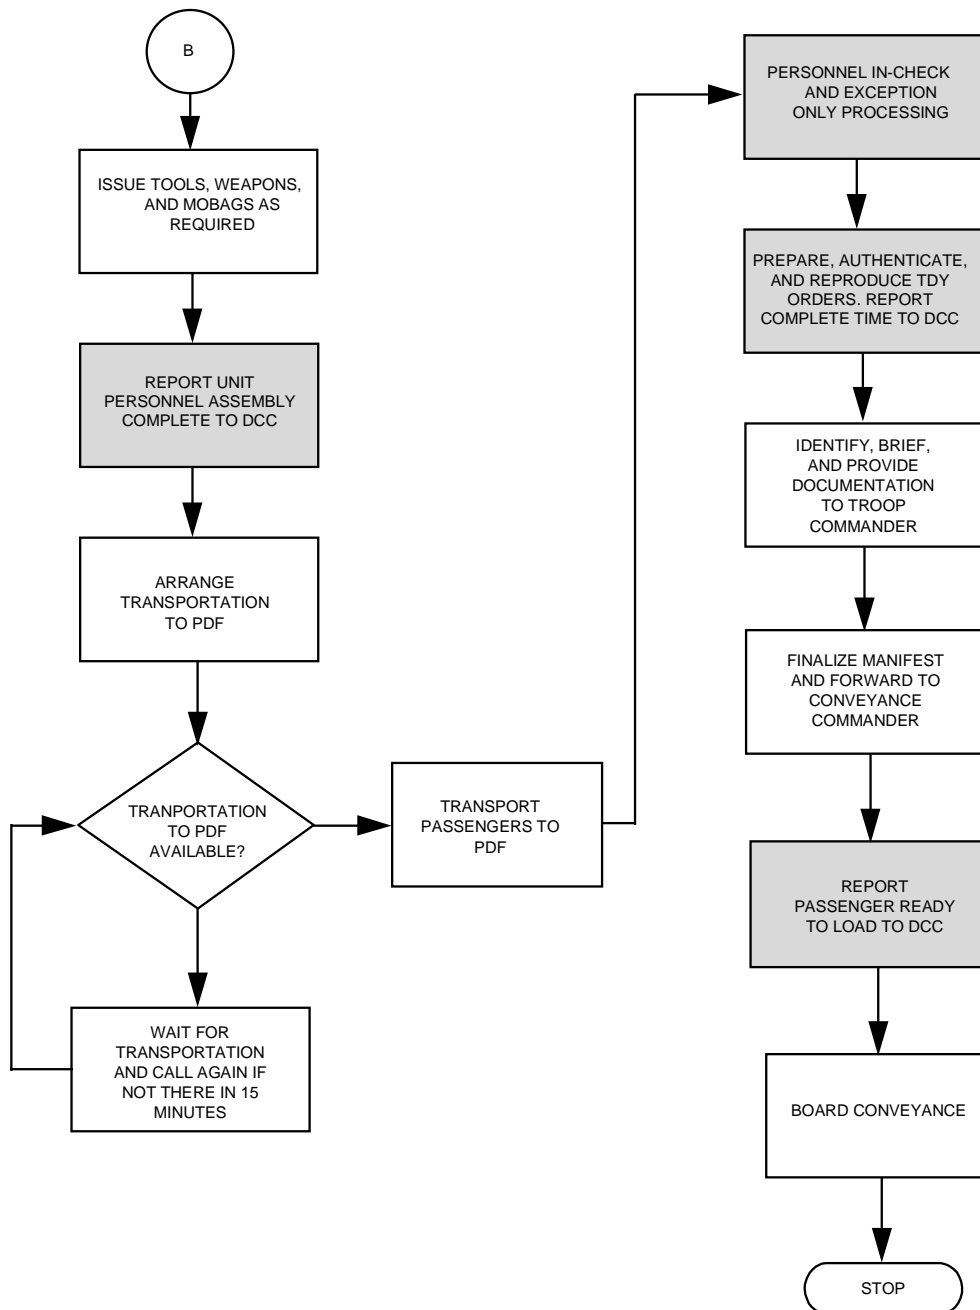 B
ISSUE TOOLS, WEAPONS,
AND MOBAGS AS
REQUIRED
REPORT UNIT
PERSONNEL ASSEMBLY
COMPLETE TO DCC
ARRANGE
TRANSPORTATION
TO PDF
TRANPORTATION
TO PDF
AVAILABLE?
WAIT FOR
TRANSPORTATION
AND CALL AGAIN IF
NOT THERE IN 15
MINUTES
TRANSPORT
PASSENGERS TO
PDF
PERSONNEL IN-CHECK
AND EXCEPTION
ONLY PROCESSING
PREPARE, AUTHENTICATE,
AND REPRODUCE TDY
ORDERS. REPORT
COMPLETE TIME TO DCC
IDENTIFY, BRIEF,
AND PROVIDE
DOCUMENTATION
TO TROOP
COMMANDER
FINALIZE MANIFEST
AND FORWARD TO
CONVEYANCE
COMMANDER
REPORT
PASSENGER READY
TO LOAD TO DCC
BOARD CONVEYANCE
STOP